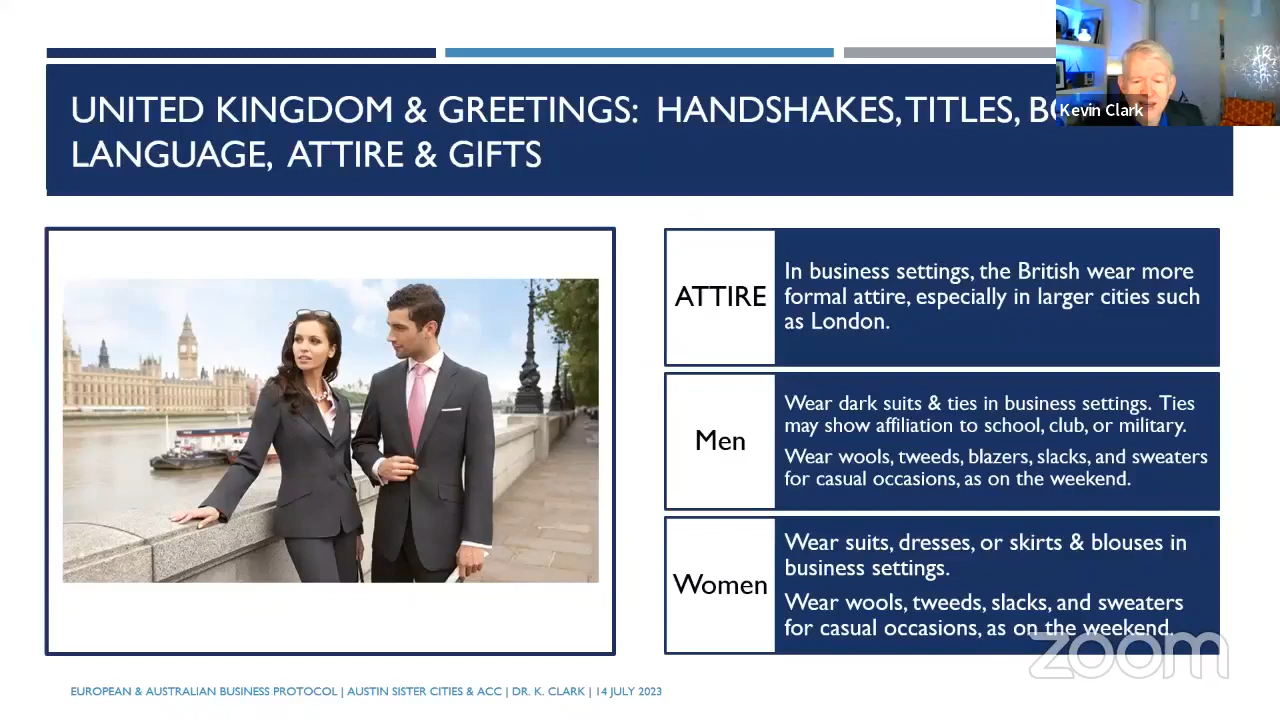 UNITED KINGDOM & GREETINGS: HANDSHAKES, TITLES,
LANGUAGE, ATTIRE & GIFTS
Kevin Clark
ATTIRE
In business settings, the British wear more
formal attire, especially in larger cities such
as London.
Men
Wear dark suits & ties in business settings. Ties
may show affiliation to school, club, or military.
Wear wools, tweeds, blazers, slacks, and sweaters
for casual occasions, as on the weekend.
Women
Wear suits, dresses, or skirts & blouses in
business settings.
Wear wools, tweeds, slacks, and sweaters
for casual occasions, as on the weekend.
zoom
EUROPEAN & AUSTRALIAN BUSINESS PROTOCOL | AUSTIN SISTER CITIES & ACC | DR. K. CLARK | 14 JULY 2023